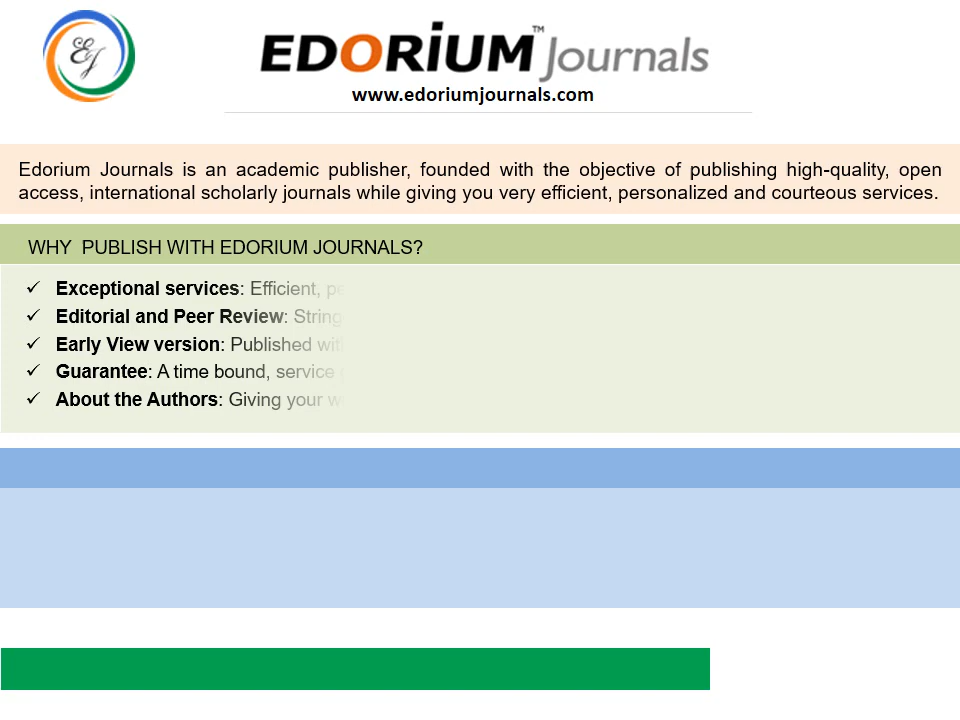 EJ
EDORiUM™ Journals
www.edoriumjournals.com
Edorium Journals is an academic publisher, founded with the objective of publishing high-quality, open
access, international scholarly journals while giving you very efficient, personalized and courteous services.
WHY PUBLISH WITH EDORIUM JOURNALS?
✓ Exceptional services: Efficient,
✓ Editorial and Peer Review:
✓ Early View version: Published
✓ Guarantee: A time bound, service
✓ About the Authors: Giving your